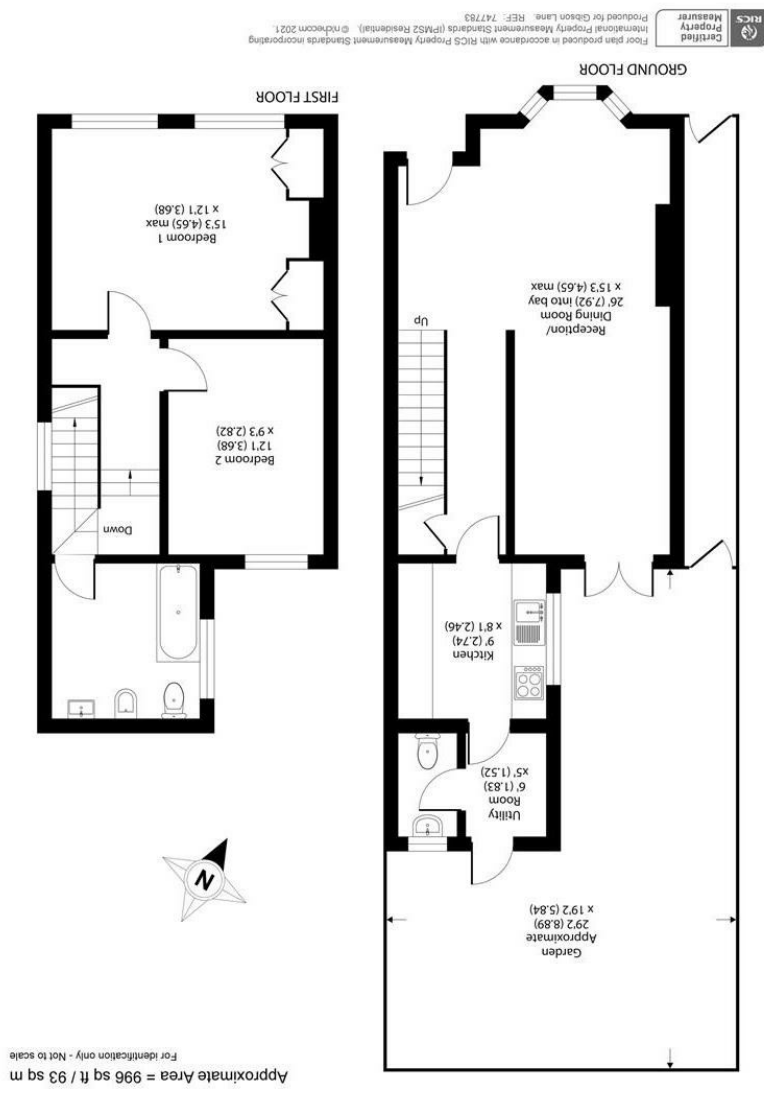 Approximate Area = 996 sq ft / 93 sq m
For identification only - Not to scale
Garden
Approximate
29'2 (8.89)
x 19'2 (5.84)
N
Utility
Room
6' (1.83)
x5' (1.52)
Kitchen
9' (2.74)
x 8'1 (2.46)
Down
Bedroom 2
12'1 (3.68)
x 9'3 (2.82)
Up
Reception/
Dining Room
26' (7.92) into bay
x 15'3 (4.65) max
Bedroom 1
15'3 (4.65) max
x 12'1 (3.68)
GROUND FLOOR
FIRST FLOOR
RICS
Certified
Property
Measurer
Floor plan produced in accordance with RICS Property Measurement Standards incorporating
International Property Measurement Standards (IPMS2 Residential). © nichecom 2021.
Produced for Gibson Lane. REF: 747783